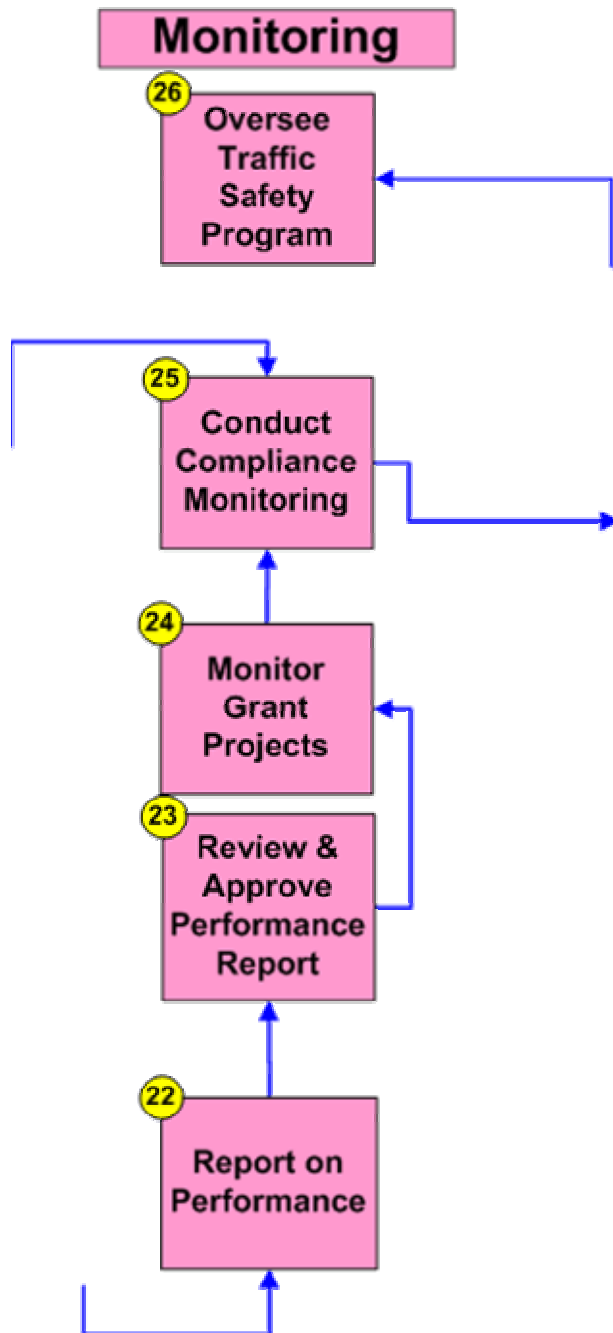 Monitoring
26
Oversee
Traffic
Safety
Program
25
Conduct
Compliance
Monitoring
24
Monitor
Grant
Projects
23
Review &
Approve
Performance
Report
22
Report on
Performance